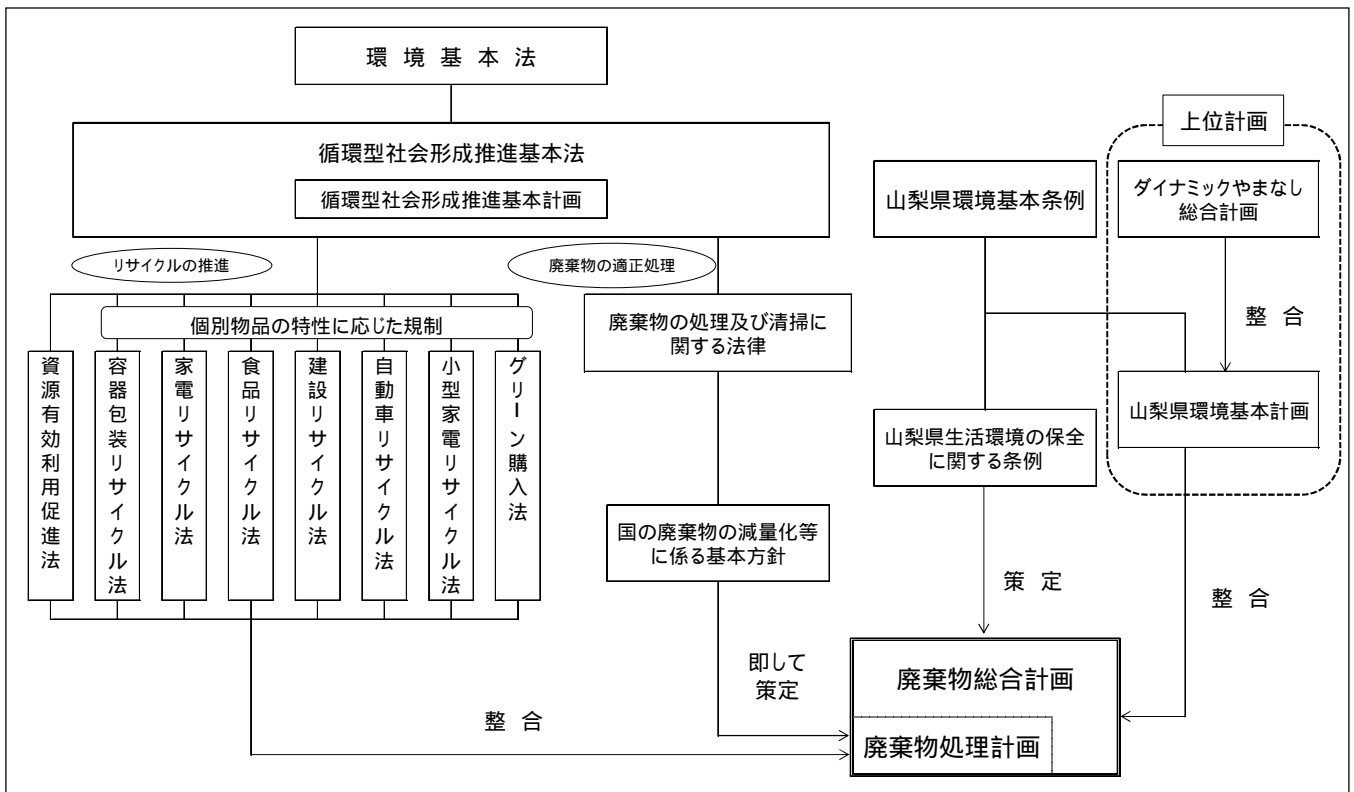 環境基本法
循環型社会形成推進基本法
循環型社会形成推進基本計画
リサイクルの推進
廃棄物の適正処理
個別物品の特性に応じた規制
資源有効利用促進法
容器包装リサイクル法
家電リサイクル法
食品リサイクル法
建設リサイクル法
自動車リサイクル法
小型家電リサイクル法
グリーン購入法
廃棄物の処理及び清掃に
関する法律
国の廃棄物の減量化等
に係る基本方針
山梨県環境基本条例
山梨県生活環境の保全
に関する条例
上位計画
ダイナミックやまなし
総合計画
整合
山梨県環境基本計画
策定
整合
即して
策定
整合
廃棄物総合計画
廃棄物処理計画